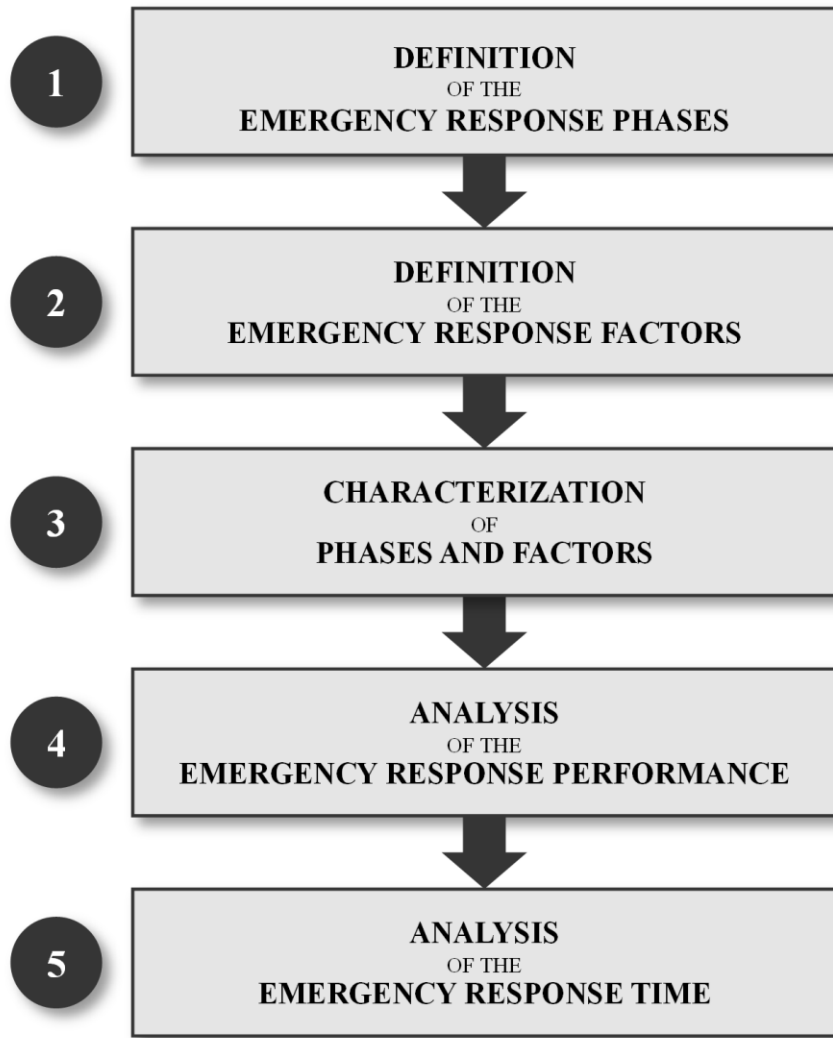 1
DEFINITION
OF THE
EMERGENCY RESPONSE PHASES
2
DEFINITION
OF THE
EMERGENCY RESPONSE FACTORS
3
CHARACTERIZATION
OF
PHASES AND FACTORS
4
ANALYSIS
OF THE
EMERGENCY RESPONSE PERFORMANCE
5
ANALYSIS
OF THE
EMERGENCY RESPONSE TIME